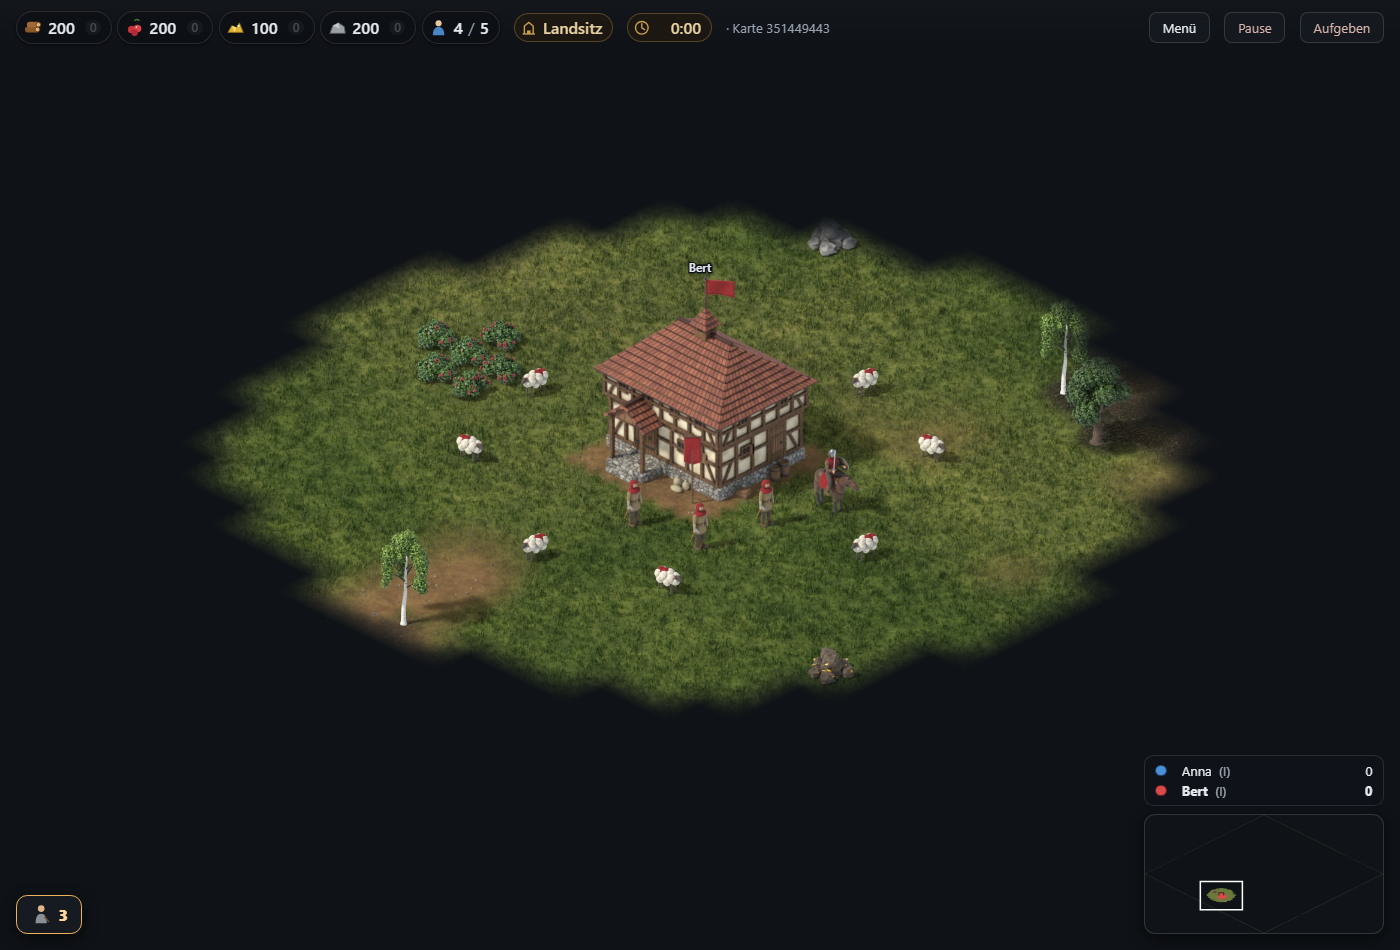 200 0 200 0 100 0 200 0 4 / 5 Landsitz 0:00 · Karte 351449443 Menü Pause Aufgeben
Bert
Anna (I) 0
Bert (I) 0
3